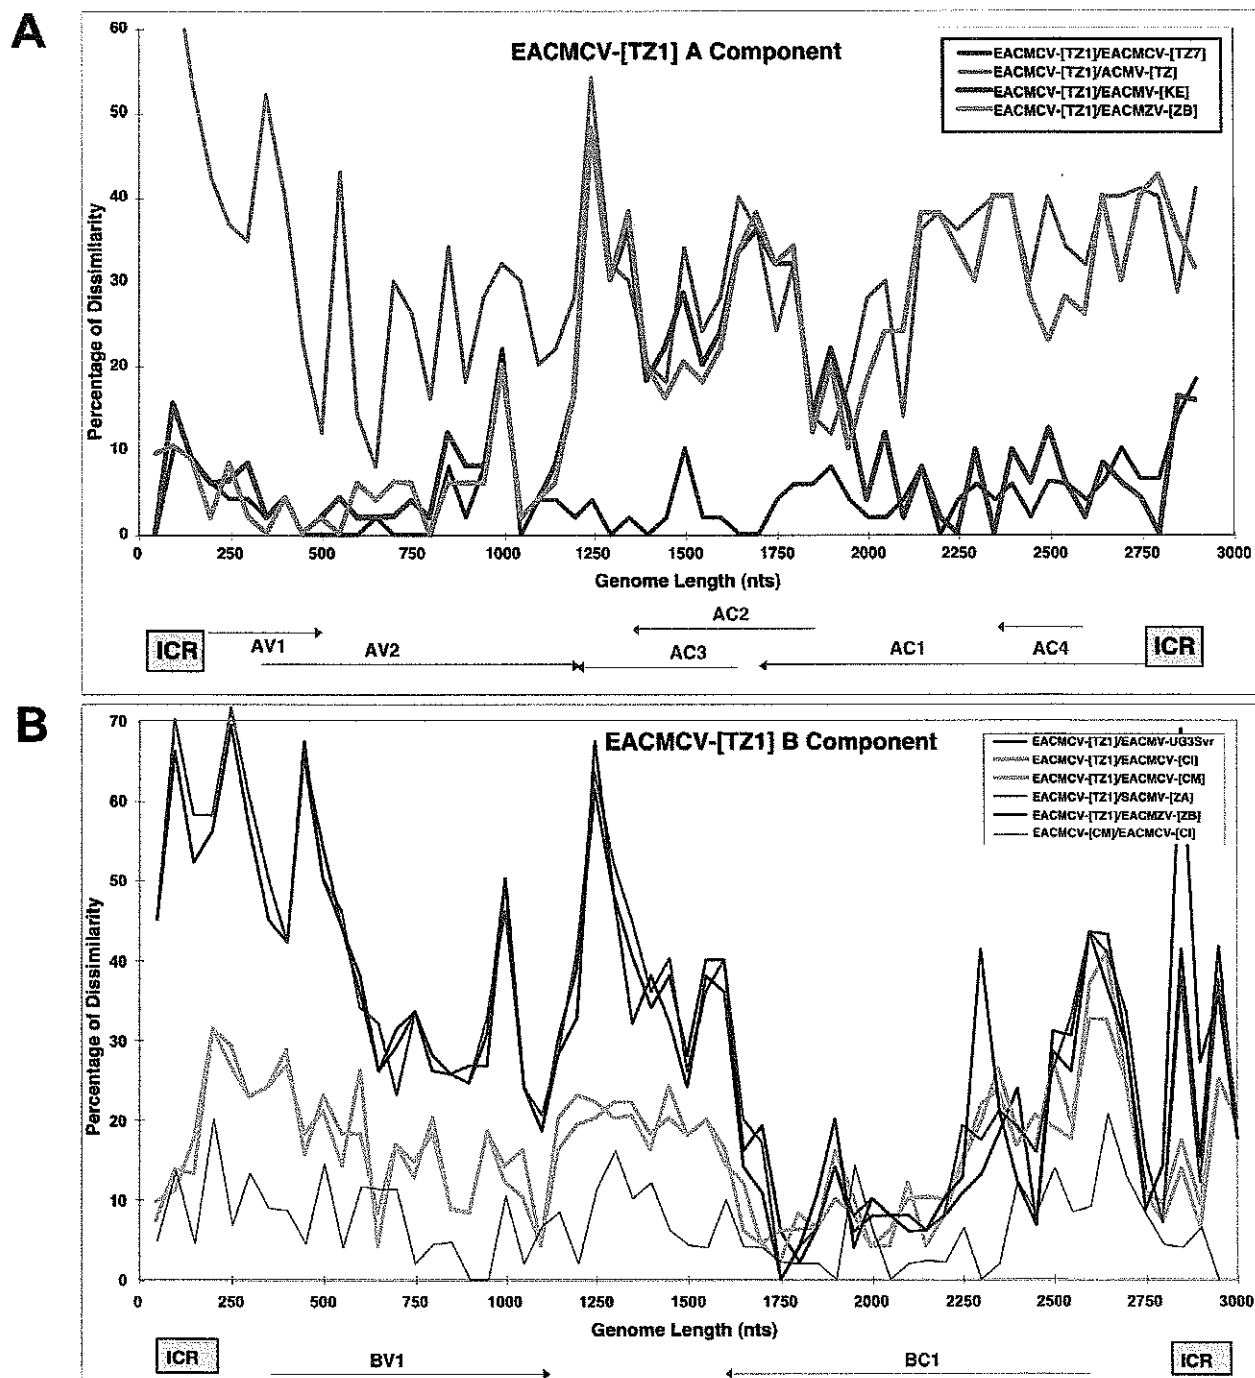 A
EACMCV-[TZ1] A Component
EACMCV-[TZ1]/EACMCV-[TZ7]
EACMCV-[TZ1]/ACMV-[TZ]
EACMCV-[TZ1]/EACMV-[KE]
EACMCV-[TZ1]/EACMZV-[ZB]
Percentage of Dissimilarity
60
50
40
30
20
10
0
0 250 500 750 1000 1250 1500 1750 2000 2250 2500 2750 3000
Genome Length (nts)
ICR AV1 AV2 AC2 AC3 AC1 AC4 ICR
B
EACMCV-[TZ1] B Component
EACMCV-[TZ1]/EACMV-UG3Svr
EACMCV-[TZ1]/EACMCV-[CI]
EACMCV-[TZ1]/EACMCV-[CM]
EACMCV-[TZ1]/SACMV-[ZA]
EACMCV-[TZ1]/EACMZV-[ZB]
EACMCV-[CM]/EACMCV-[CI]
Percentage of Dissimilarity
70
60
50
40
30
20
10
0
0 250 500 750 1000 1250 1500 1750 2000 2250 2500 2750 3000
Genome Length (nts)
ICR BV1 BC1 ICR